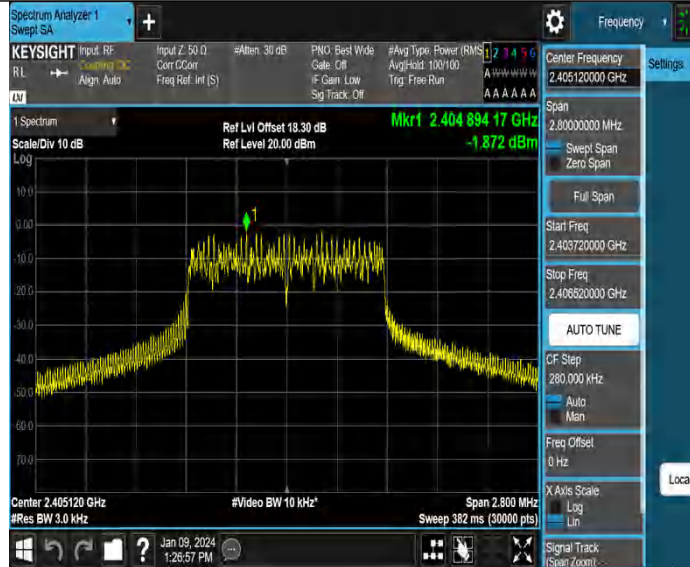 Spectrum Analyzer 1
Swept SA
+
Frequency
KEYSIGHT
RL
Input: RF
Coupling: DC
Align: Auto
Input Z: 50 Ω
Corr CCorr
Freq Ref: Int (S)
#Atten: 30 dB
PNO: Best Wide
Gate: Off
IF Gain: Low
Sig Track: Off
#Avg Type: Power (RMS
Avg|Hold: 100/100
Trig: Free Run
1 2 3 4 5 6
A W W W W W
A A A A A A
LM
1 Spectrum
Scale/Div 10 dB
Log
Ref Lvl Offset 18.30 dB
Ref Level 20.00 dBm
Mkr1 2.404 894 17 GHz
-1.872 dBm
1
10.0
0.00
-10.0
-20.0
-30.0
-40.0
-50.0
-60.0
-70.0
Center 2.405120 GHz
#Res BW 3.0 kHz
#Video BW 10 kHz*
Span 2.800 MHz
Sweep 382 ms (30000 pts)
Jan 09, 2024
1:26:57 PM
?
Center Frequency
2.405120000 GHz
Settings
Span
2.80000000 MHz
Swept Span
Zero Span
Full Span
Start Freq
2.403720000 GHz
Stop Freq
2.406520000 GHz
AUTO TUNE
CF Step
280.000 kHz
Auto
Man
Freq Offset
0 Hz
X Axis Scale
Log
Lin
Loca
Signal Track
(Span Zoom)